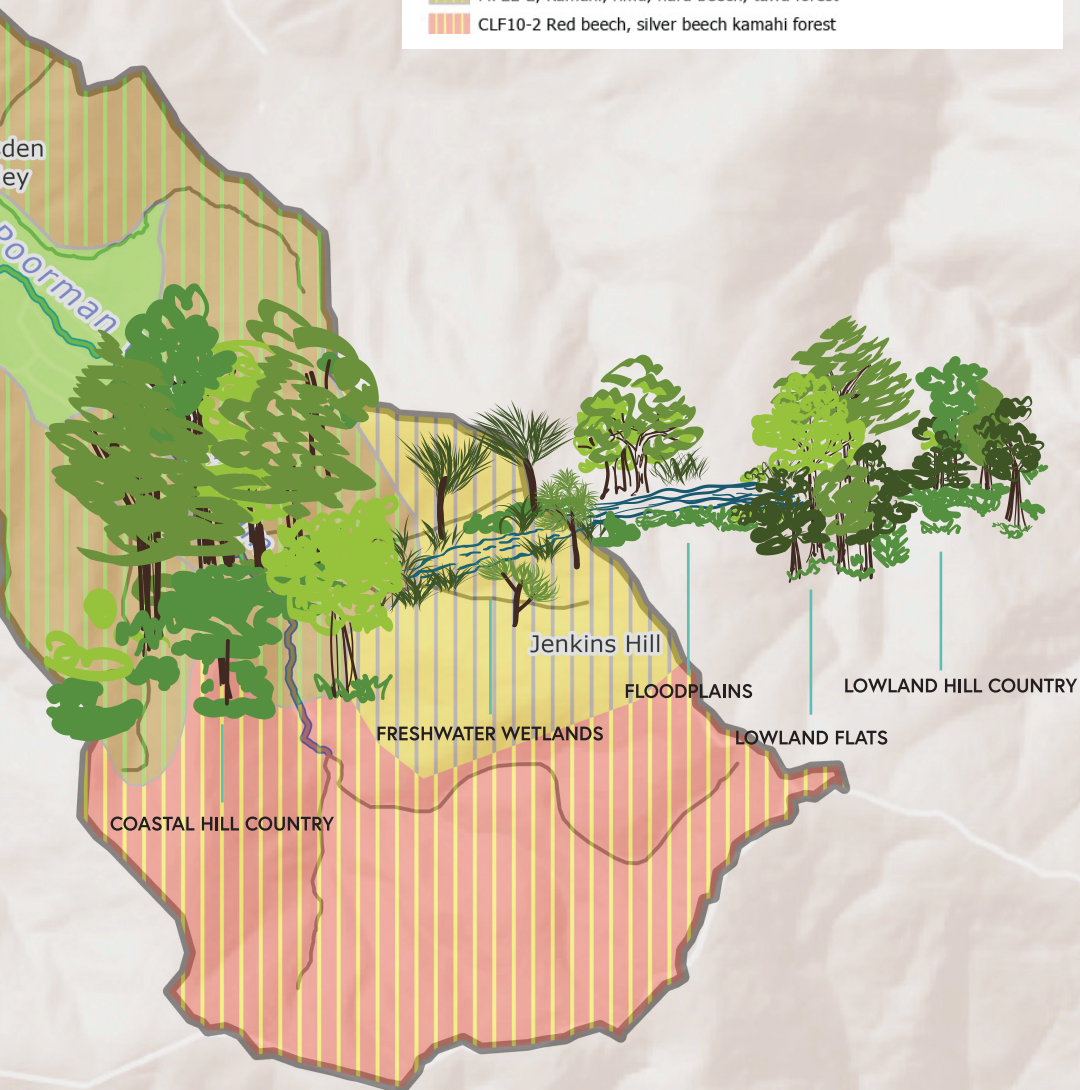 CLF10-2 Red beech, silver beech kamahi forest
den
ey
Poorman
Jenkins Hill
FLOODPLAINS
LOWLAND HILL COUNTRY
FRESHWATER WETLANDS
LOWLAND FLATS
COASTAL HILL COUNTRY